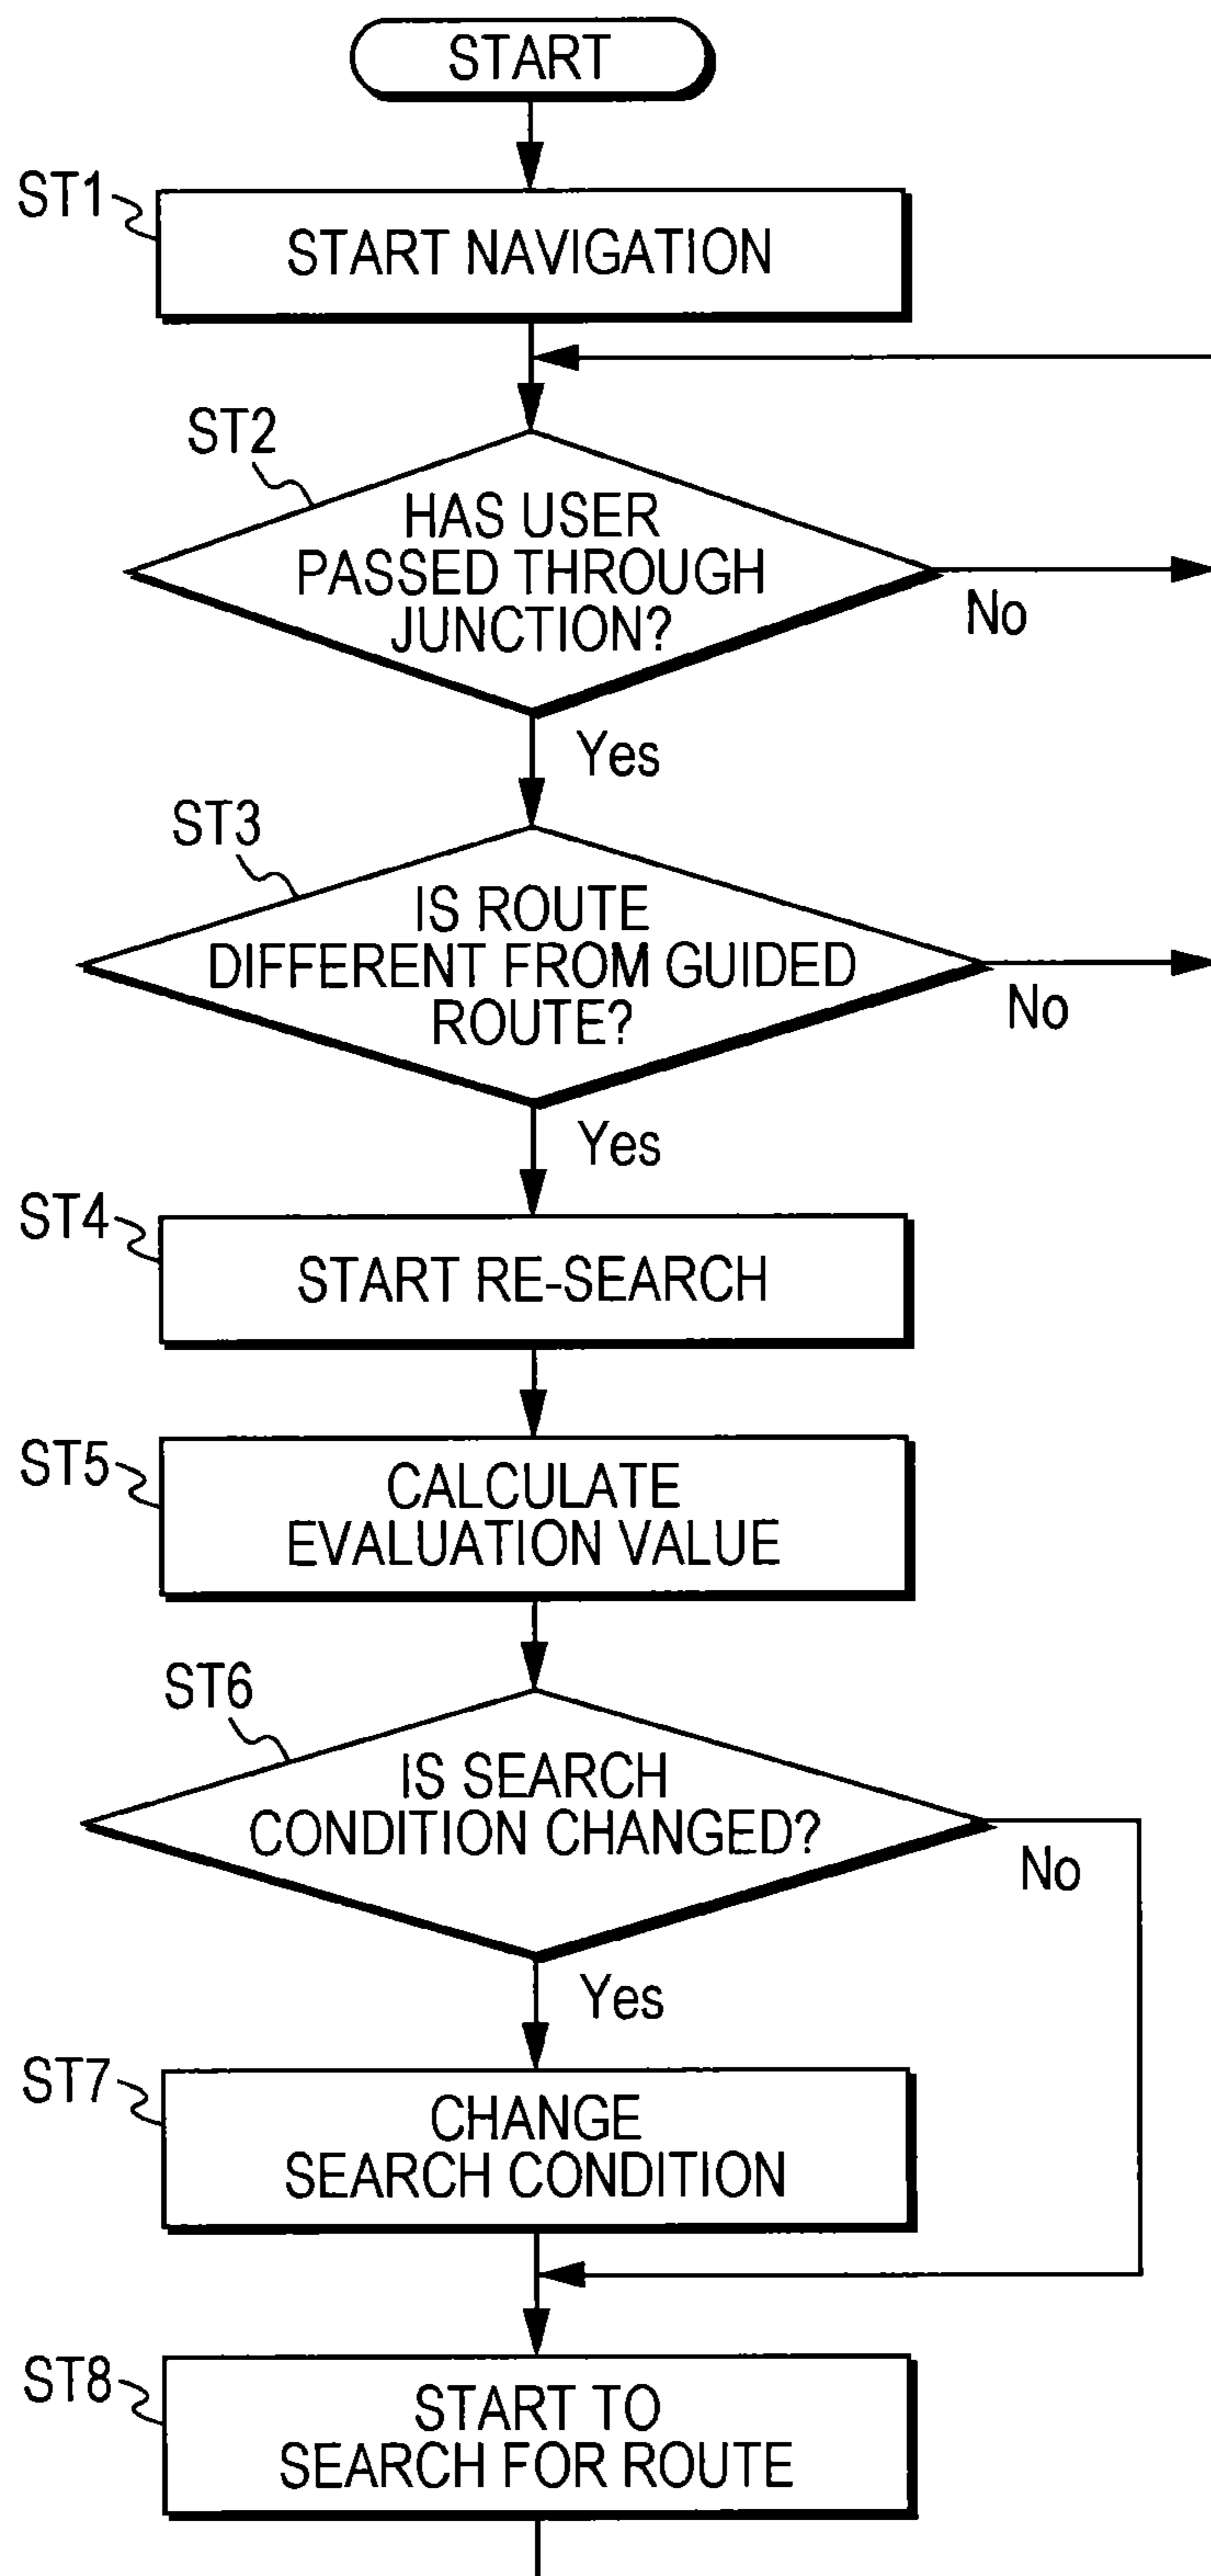 START
ST1
START NAVIGATION
ST2
HAS USER
PASSED THROUGH
JUNCTION?
No
Yes
ST3
IS ROUTE
DIFFERENT FROM GUIDED
ROUTE?
No
Yes
ST4
START RE-SEARCH
ST5
CALCULATE
EVALUATION VALUE
ST6
IS SEARCH
CONDITION CHANGED?
No
Yes
ST7
CHANGE
SEARCH CONDITION
ST8
START TO
SEARCH FOR ROUTE